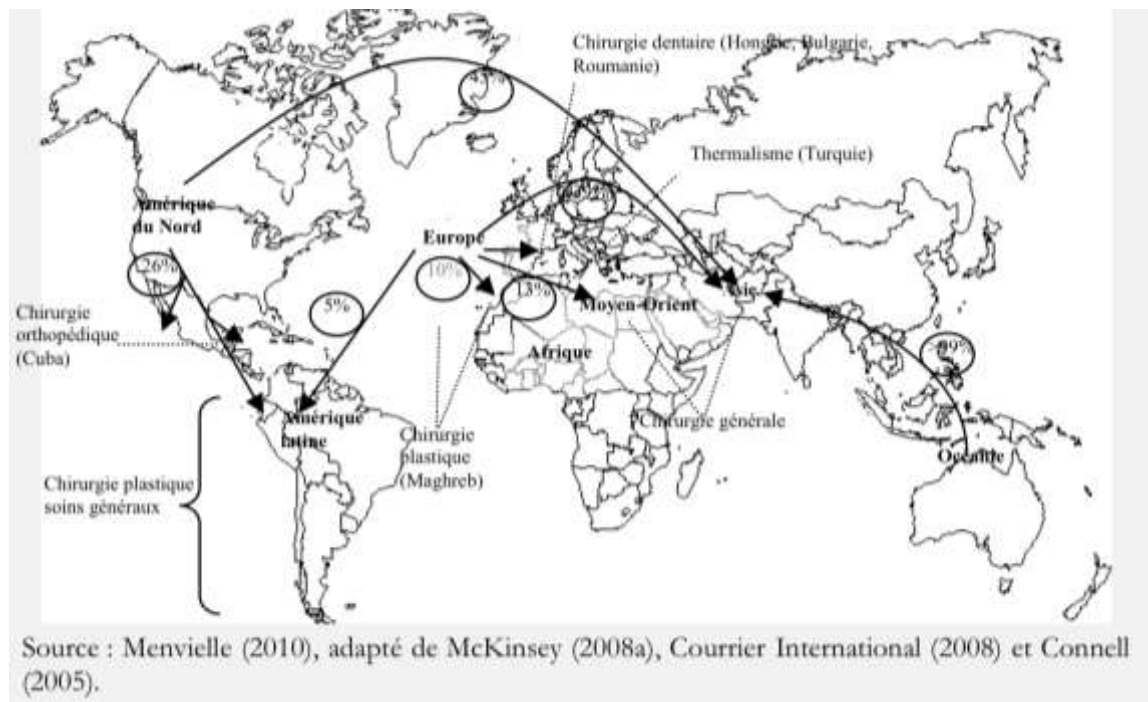 Chirurgie dentaire (Hongrie, Bulgarie,
Roumanie)
45%
Thermalisme (Turquie)
Amérique
du Nord
Europe
26%
10%
13%
5%
Moyen-Orient
Chirurgie
orthopédique
(Cuba)
Afrique
99%
Amérique
latine
Chirurgie
plastique
(Maghreb)
Chirurgie générale
Océanie
Chirurgie plastique
soins généraux
Source : Menvielle (2010), adapté de McKinsey (2008a), Courrier International (2008) et Connell
(2005).